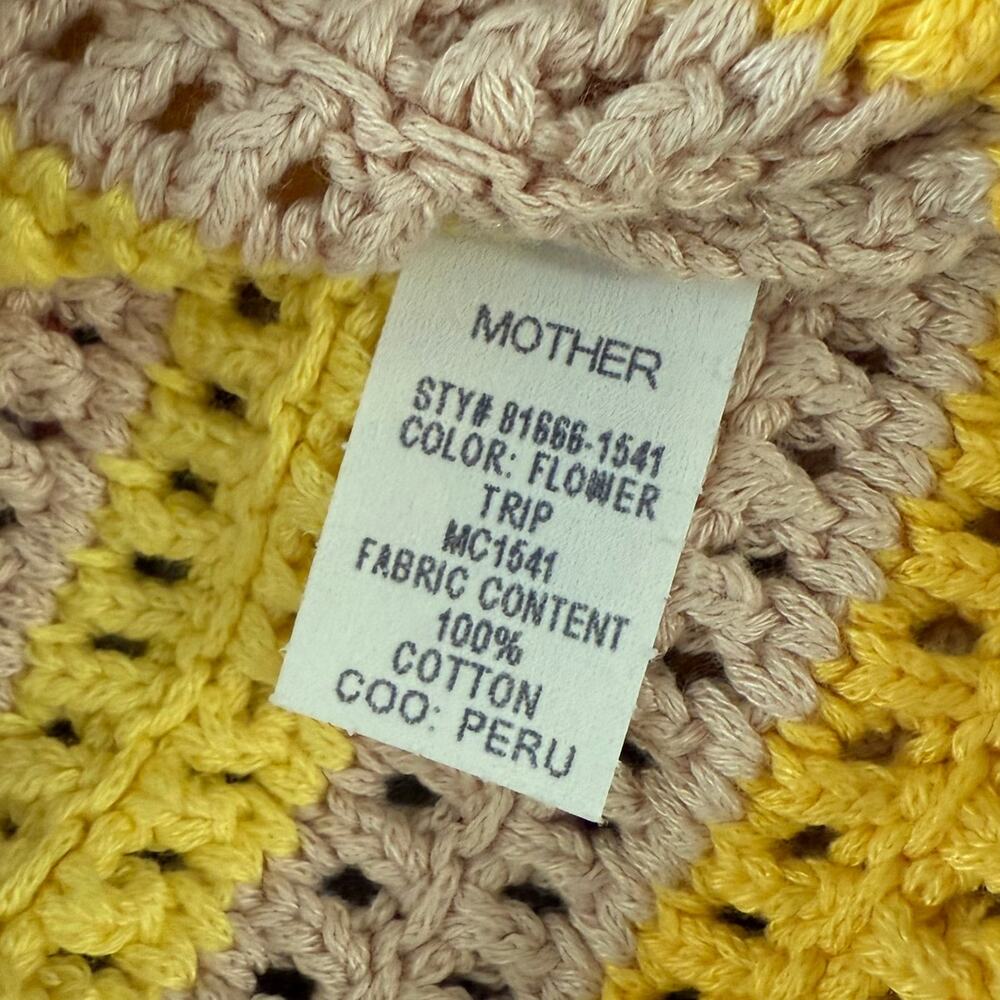 MOTHER
STY# 81666-1541
COLOR: FLOWER
TRIP
MC1541
FABRIC CONTENT
100%
COTTON
COO: PERU